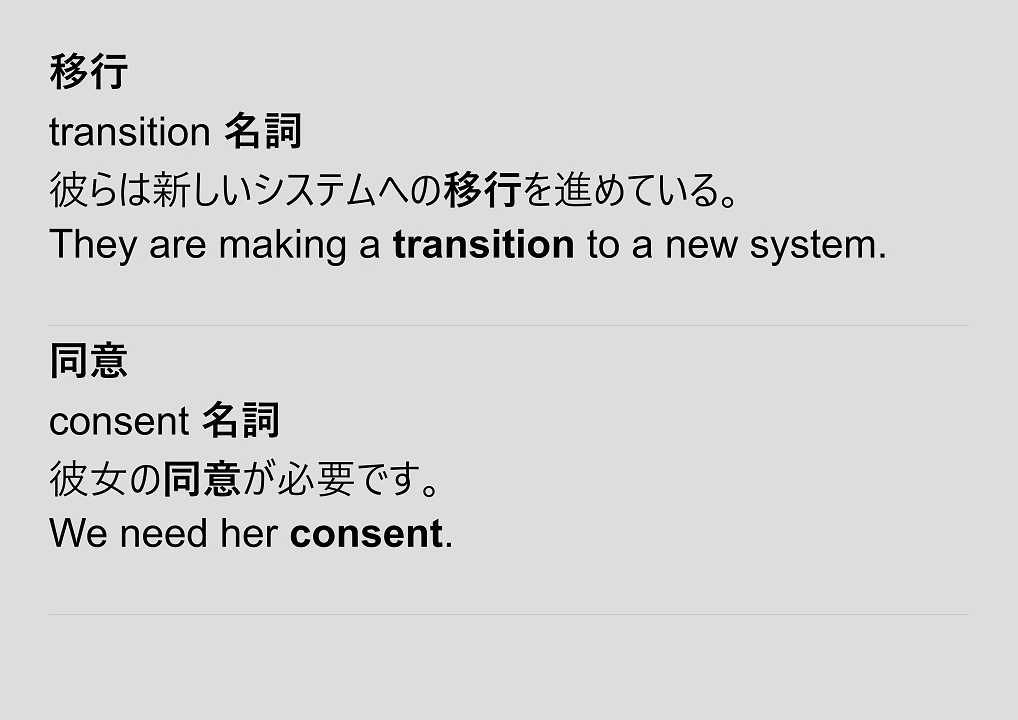 移行
transition 名詞
彼らは新しいシステムへの移行を進めている。
They are making a transition to a new system.
同意
consent 名詞
彼女の同意が必要です。
We need her consent.